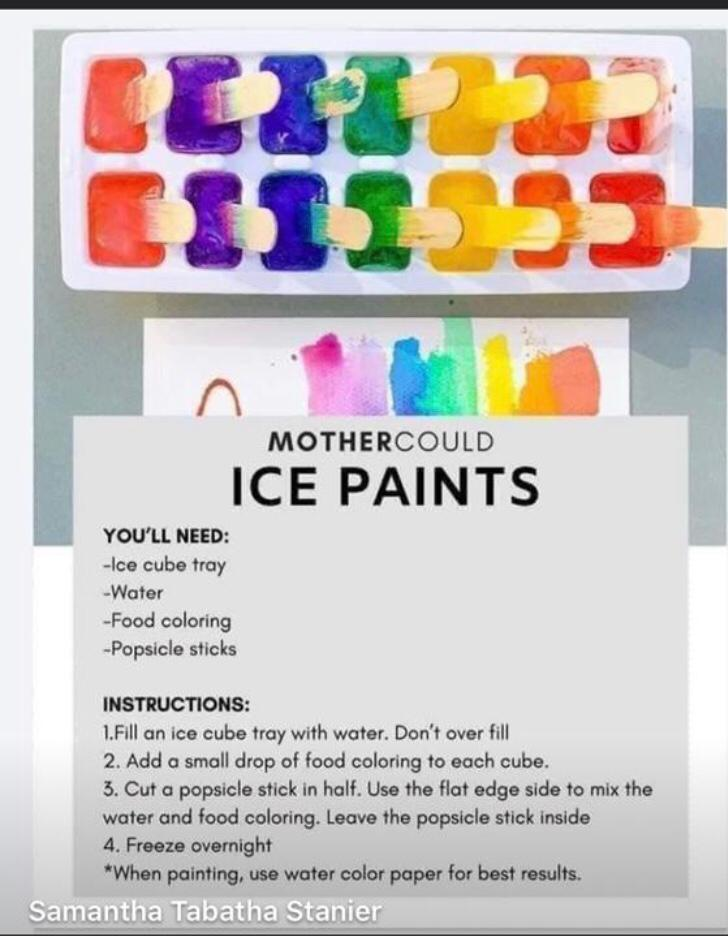 MOTHERCOULD
ICE PAINTS
YOU'LL NEED:
-Ice cube tray
-Water
-Food coloring
-Popsicle sticks
INSTRUCTIONS:
1.Fill an ice cube tray with water. Don't over fill
2. Add a small drop of food coloring to each cube.
3. Cut a popsicle stick in half. Use the flat edge side to mix the
water and food coloring. Leave the popsicle stick inside
4. Freeze overnight
*When painting, use water color paper for best results.
Samantha Tabatha Stanier